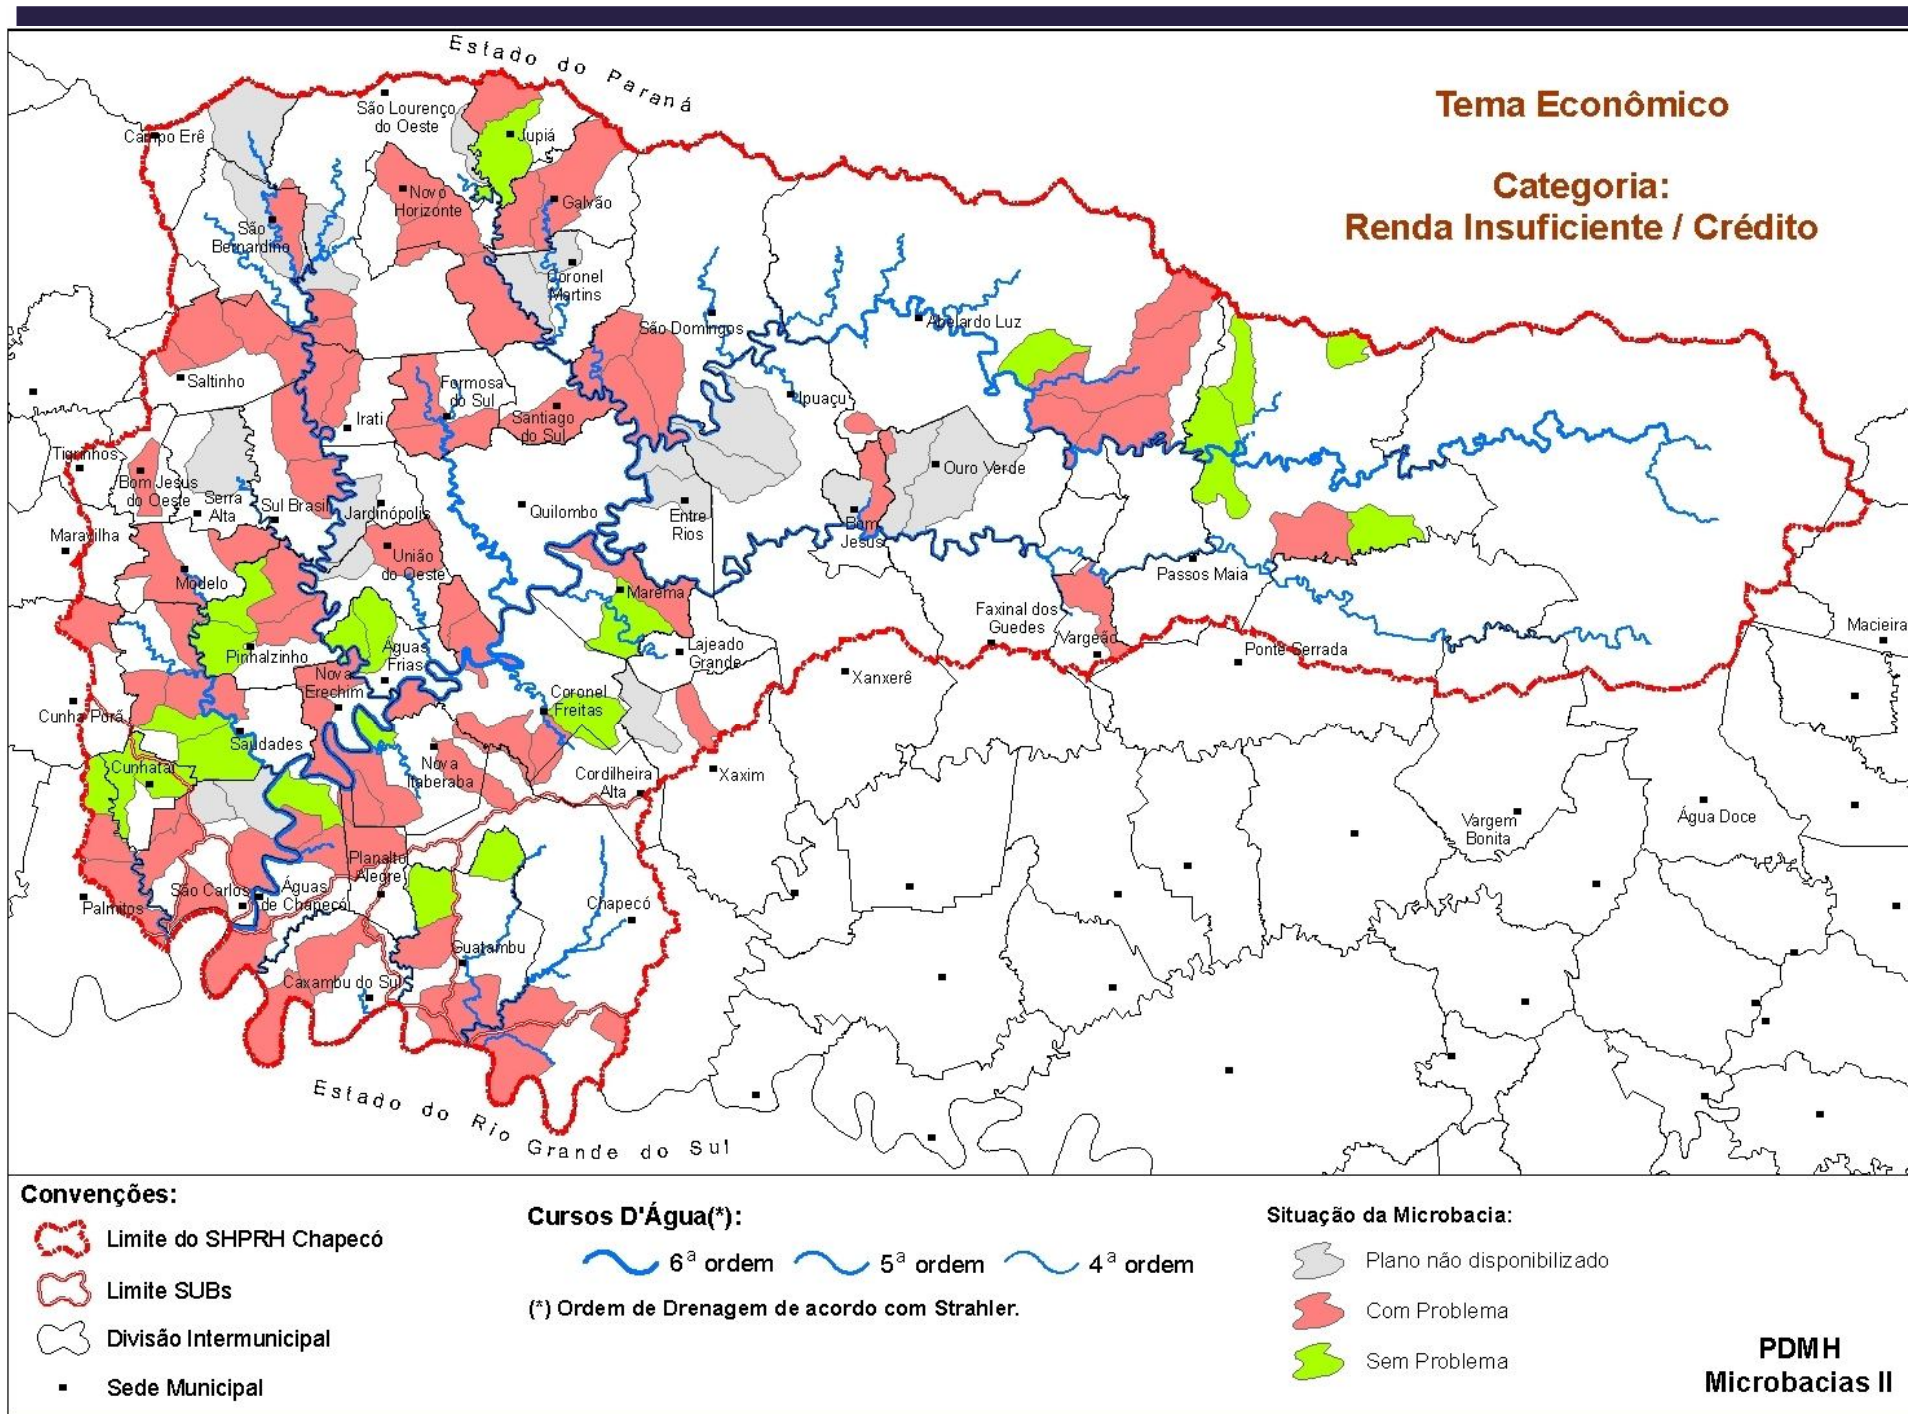 Estado do Paraná
Tema Econômico
Categoria:
Renda Insuficiente / Crédito
São Lourenço
do Oeste
Campo Erê
Jupiá
Novo
Horizonte
Galvão
São
Bernardino
Coronel
Martins
São Domingos
Abelardo Luz
Saltinho
Formosa
do Sul
Ipuaçu
Irati
Santiago
do Sul
Tigrinhos
Bom Jesus
do Oeste
Ouro Verde
Serra
Alta
Sul Brasil
Jardinópolis
Quilombo
Entre
Rios
Bom
Jesus
Maravilha
União
do Oeste
Modelo
Passos Maia
Marema
Faxinal dos
Guedes
Vargeão
Macieira
Pinhalzinho
Águas
Frias
Lajeado
Grande
Ponte Serrada
Nova
Erechim
Xanxerê
Coronel
Freitas
Cunha Porã
Saudades
Cunhataí
Nova
Itaberaba
Cordilheira
Alta
Xaxim
Água Doce
Vargem
Bonita
Planalto
Alegre
São Carlos
Águas
de Chapecó
Palmitos
Chapecó
Guatambu
Caxambu do Sul
Estado do Rio Grande do Sul
Convenções:
Limite do SHPRH Chapecó
Limite SUBs
Divisão Intermunicipal
Sede Municipal
Cursos D'Água(*):
6ª ordem
5ª ordem
4ª ordem
(*) Ordem de Drenagem de acordo com Strahler.
Situação da Microbacia:
Plano não disponibilizado
Com Problema
Sem Problema
PDMH
Microbacias II